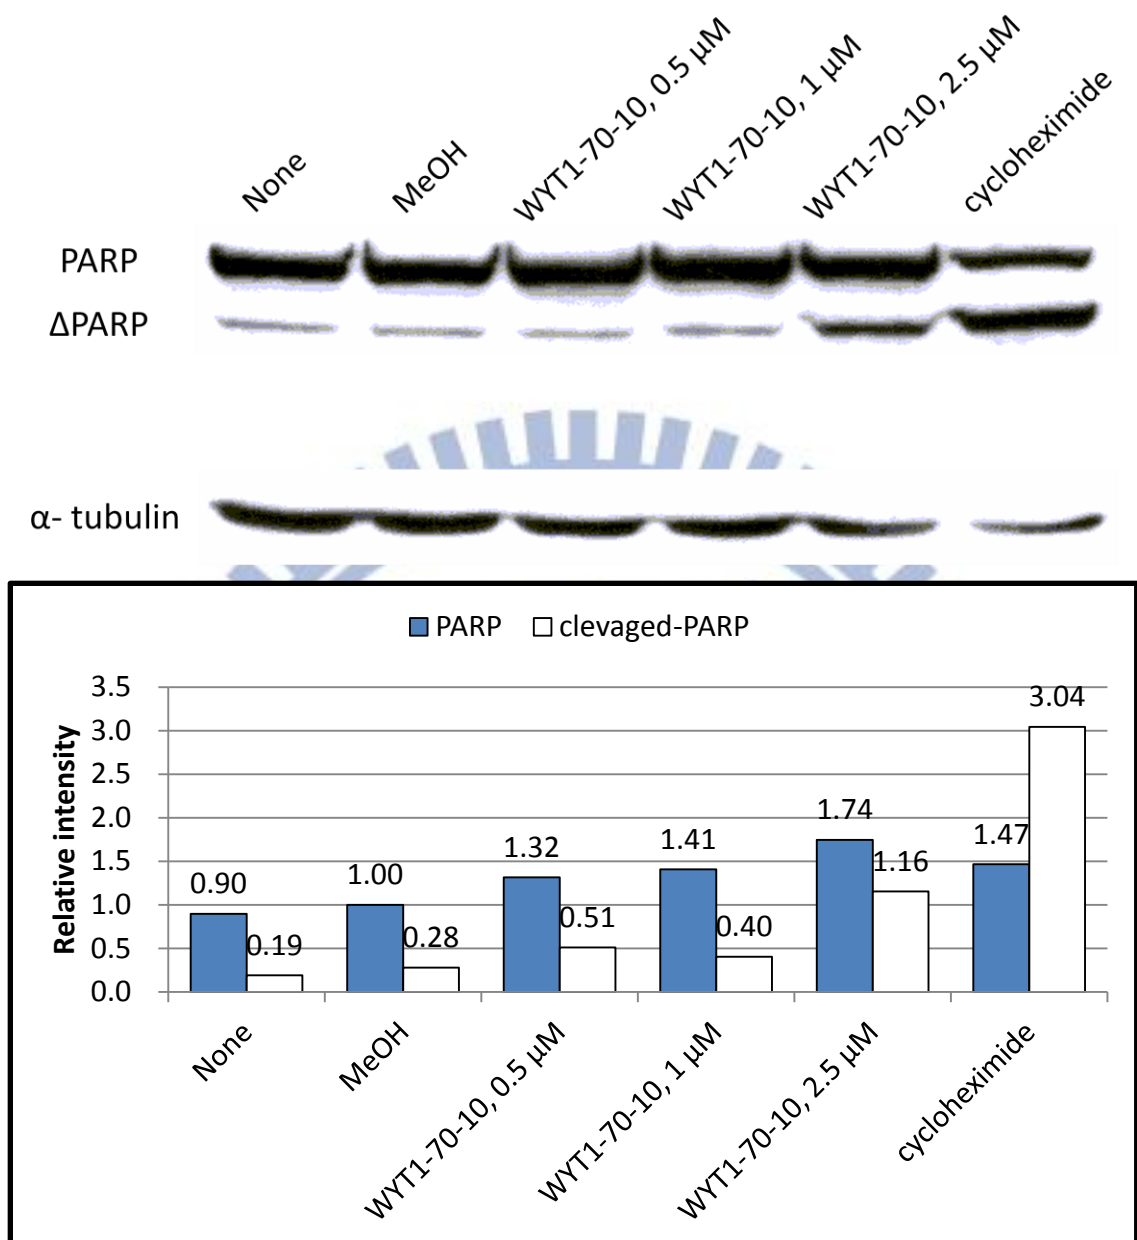 None
MeOH
WYT1-70-10, 0.5 μM
WYT1-70-10, 1 μM
WYT1-70-10, 2.5 μM
cycloheximide
PARP
ΔPARP
α- tubulin
PARP clevaged-PARP
Relative intensity
3.5
3.0
2.5
2.0
1.5
1.0
0.5
0.0
0.90
0.19
1.00
0.28
1.32
0.51
1.41
0.40
1.74
1.16
1.47
3.04
None
MeOH
WYT1-70-10, 0.5 μM
WYT1-70-10, 1 μM
WYT1-70-10, 2.5 μM
cycloheximide